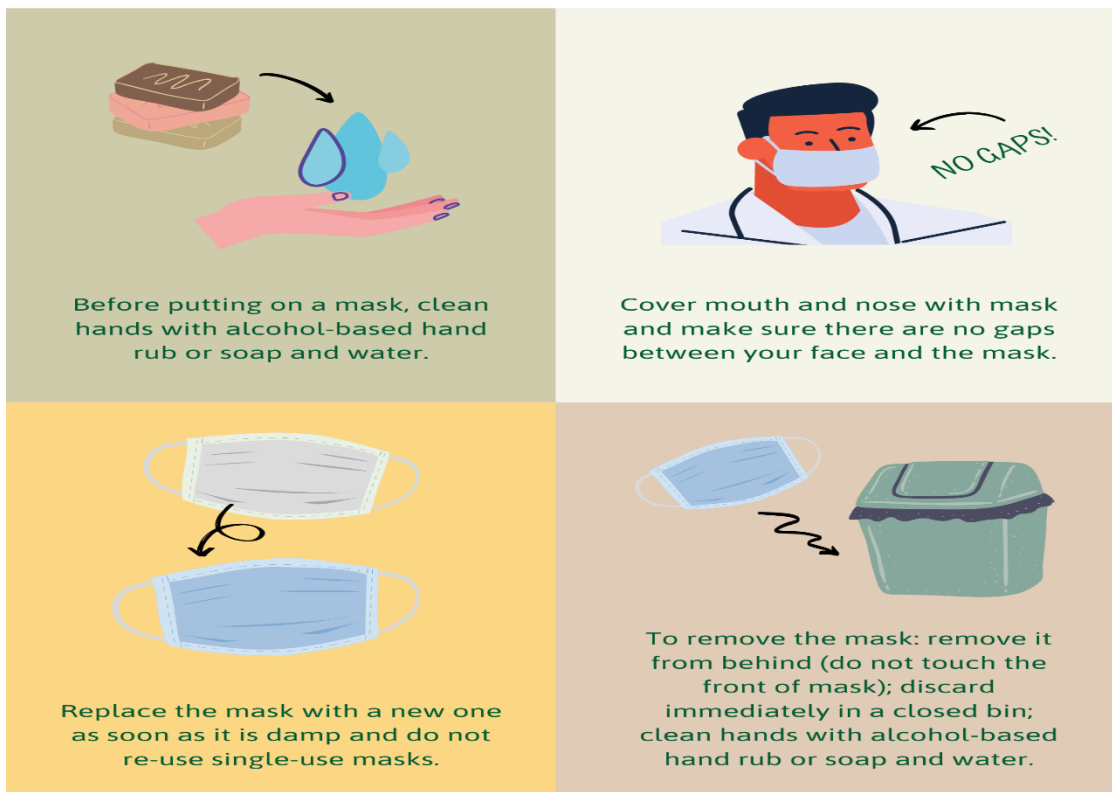 Before putting on a mask, clean
hands with alcohol-based hand
rub or soap and water.
NO GAPS!
Cover mouth and nose with mask
and make sure there are no gaps
between your face and the mask.
Replace the mask with a new one
as soon as it is damp and do not
re-use single-use masks.
To remove the mask: remove it
from behind (do not touch the
front of mask); discard
immediately in a closed bin;
clean hands with alcohol-based
hand rub or soap and water.